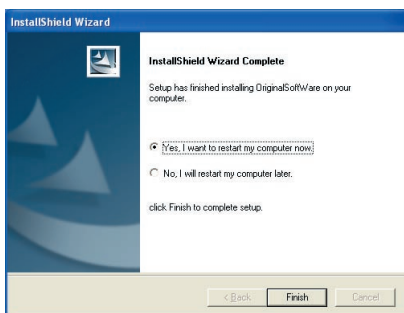 InstallShield Wizard
InstallShield Wizard Complete
Setup has finished installing OriginalSoftWare on your
computer.
Yes, I want to restart my computer now.
No, I will restart my computer later.
click Finish to complete setup.
< Back
Finish
Cancel